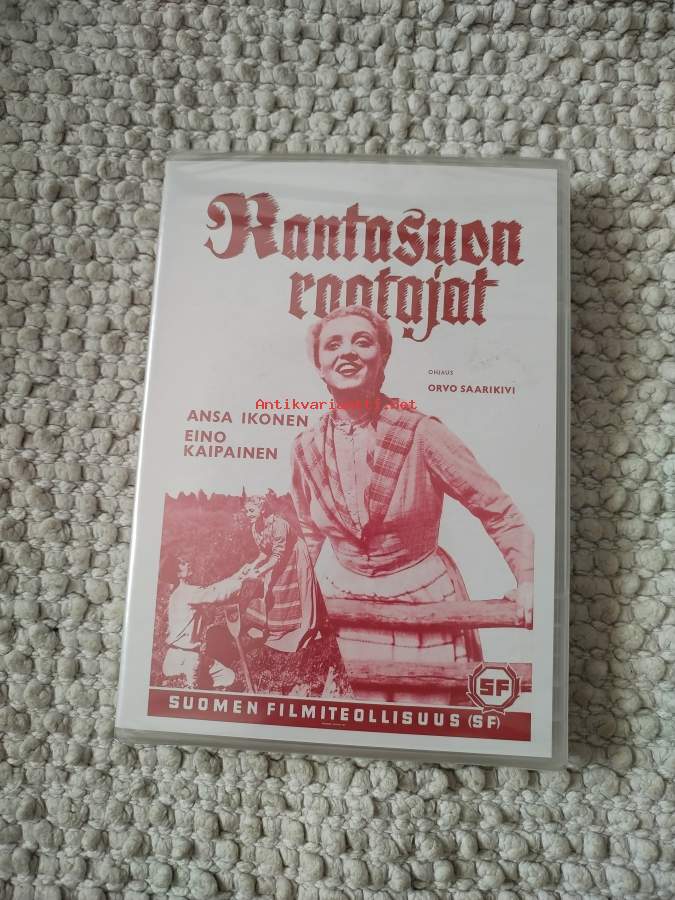 Rantasuon
raatajat
OHJAUS
ORVO SAARIKIVI
Antikvariaatti.net
ANSA IKONEN
EINO
KAIPAINEN
SF
SUOMEN FILMITEOLLISUUS (SF)